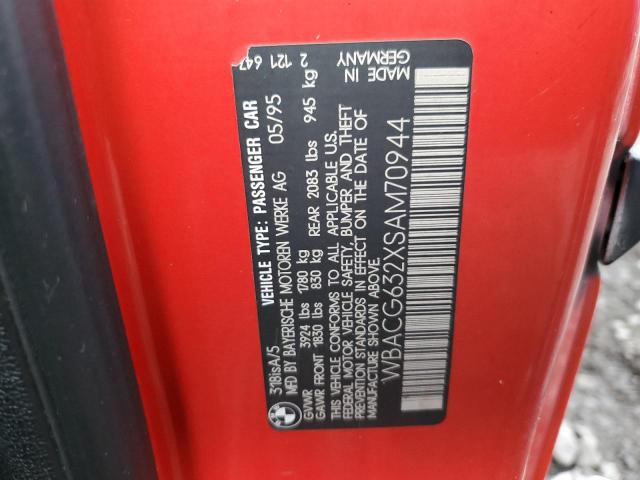 318isA/5
VEHICLE TYPE: PASSENGER CAR
MFD BY BAYERISCHE MOTOREN WERKE AG 05/95
GVWR 3924 lbs 1780 kg
GAWR FRONT 1830 lbs 830 kg REAR 2083 lbs 945 kg
THIS VEHICLE CONFORMS TO ALL APPLICABLE U.S.
FEDERAL MOTOR VEHICLE SAFETY, BUMPER AND THEFT
PREVENTION STANDARDS IN EFFECT ON THE DATE OF
MANUFACTURE SHOWN ABOVE.
WBACG632XSAM70944
2 121 647
MADE IN
GERMANY
BMW